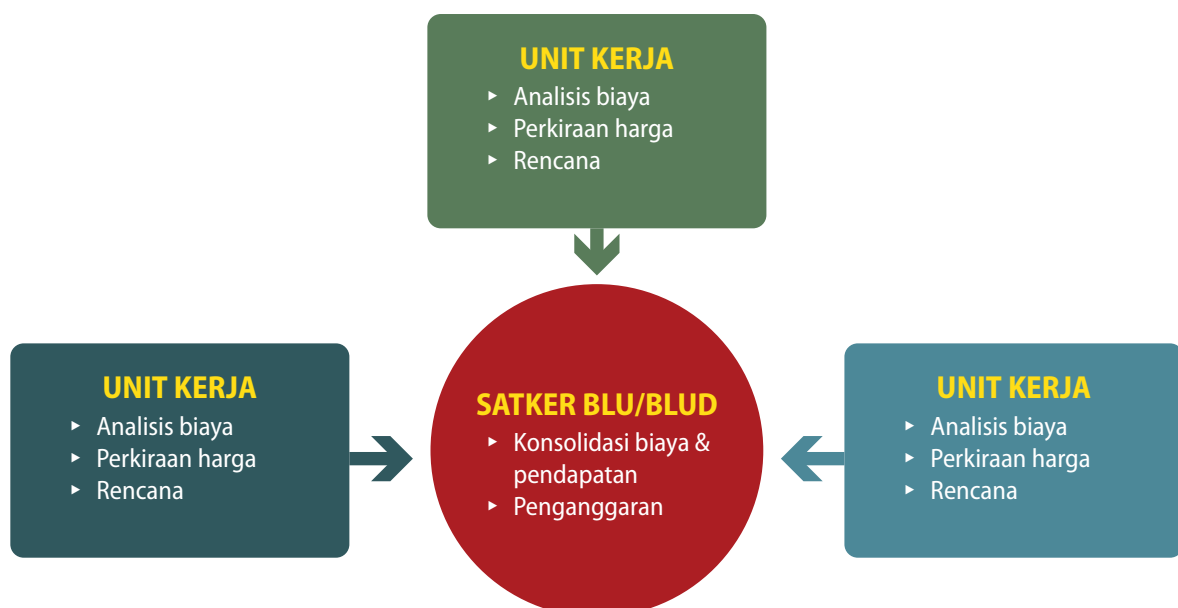 UNIT KERJA
▸ Analisis biaya
▸ Perkiraan harga
▸ Rencana
UNIT KERJA
▸ Analisis biaya
▸ Perkiraan harga
▸ Rencana
SATKER BLU/BLUD
▸ Konsolidasi biaya &
pendapatan
▸ Penganggaran
UNIT KERJA
▸ Analisis biaya
▸ Perkiraan harga
▸ Rencana